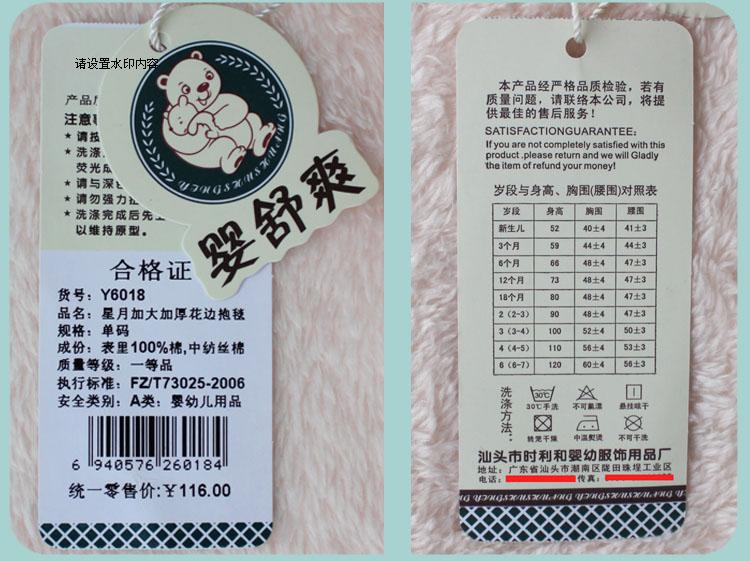 请设置水印内容
产品
注意事
★ 请按
★ 洗涤
荧光
★ 请与深
★ 请勿强力
★ 洗涤完成后先
以维持原型。
YINGSHUSHUANG
婴舒爽
合格证
货号：Y6018
品名：星月加大加厚花边抱毯
规格：单码
成份：表里100%棉,中纺丝棉
质量等级：一等品
执行标准：FZ/T73025-2006
安全类别：A类：婴幼儿用品
6 940576 260184
统一零售价:￥116.00
本产品经严格品质检验，若有
质量问题，请联络本公司，将提
供最佳的售后服务！
SATISFACTIONGUARANTEE:
If you are not completely satisfied with this
product ,please return and we will Gladly
the item of refund your money!
岁段与身高、胸围(腰围)对照表
岁段 身高 胸围 腰围
新生儿 52 40±4 41±3
3个月 59 44±4 44±3
6个月 66 48±4 47±3
12个月 73 48±4 47±3
18个月 80 48±4 47±3
2 (2-3) 90 48±4 47±3
3 (3-4) 100 52±4 50±3
4 (4-5) 110 56±4 53±3
6 (6-7) 120 60±4 56±3
洗涤方法：
30℃
30℃手洗 不可氯漂 悬挂晾干
转笼干燥 中温熨烫 不可干洗
汕头市时利和婴幼服饰用品厂
地址：广东省汕头市潮南区陇田珠埕工业区
电话： 传真：
YINGSHUSHUANG